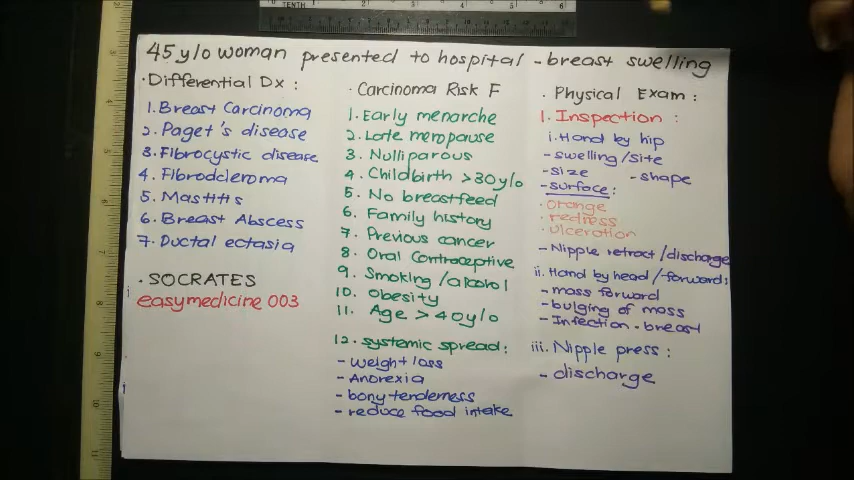 45 y/o woman presented to hospital - breast swelling
· Differential Dx :
1. Breast Carcinoma
2. Paget's disease
3. Fibrocystic disease
4. Fibrodcleroma
5. Mastitis
6. Breast Abscess
7. Ductal ectasia
· SOCRATES
easymedicine 003
· Carcinoma Risk F
1. Early menarche
2. Late menopause
3. Nulliparous
4. Childbirth >30y/o
5. No breastfeed
6. Family history
7. Previous cancer
8. Oral Contraceptive
9. Smoking /alcohol
10. Obesity
11. Age > 40y/o
12. systemic spread:
- weight loss
- Anorexia
- bony tenderness
- reduce food intake
· Physical Exam :
1. Inspection :
i. Hand by hip
- swelling/site
- size - shape
- surface:
· orange
· redness
· ulceration
- Nipple retract/discharge
ii. Hand by head /-forward:
- mass forward
- bulging of mass
- Infection - breast
iii. Nipple press :
- discharge
TENTH